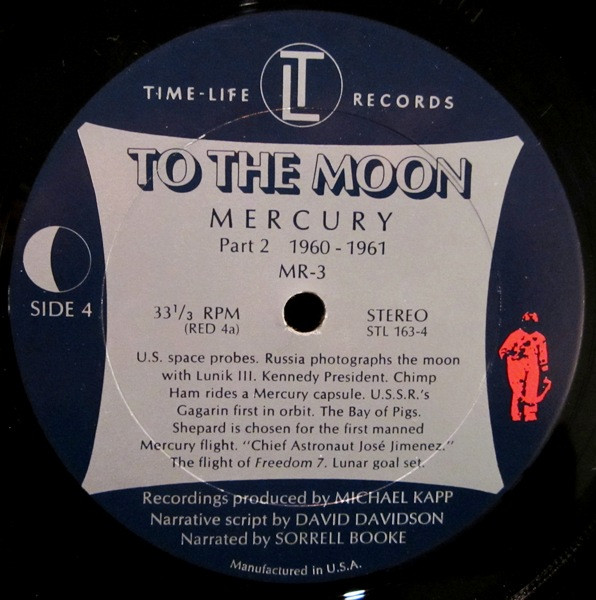 TIME-LIFE TL RECORDS
TO THE MOON
MERCURY
Part 2 1960-1961
MR-3
SIDE 4
33 1/3 RPM STEREO
(RED 4a) STL 163-4
U.S. space probes. Russia photographs the moon
with Lunik III. Kennedy President. Chimp
Ham rides a Mercury capsule. U.S.S.R.'s
Gagarin first in orbit. The Bay of Pigs.
Shepard is chosen for the first manned
Mercury flight. "Chief Astronaut José Jimenez."
The flight of Freedom 7. Lunar goal set.
Recordings produced by MICHAEL KAPP
Narrative script by DAVID DAVIDSON
Narrated by SORRELL BOOKE
Manufactured in U.S.A.